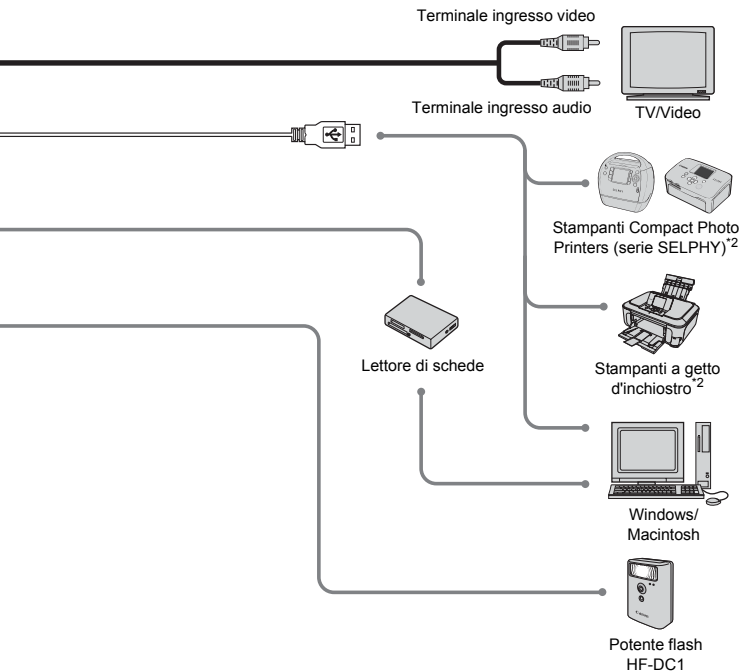 Terminale ingresso video
Terminale ingresso audio
TV/Video
Stampanti Compact Photo
Printers (serie SELPHY)*2
Lettore di schede
Stampanti a getto
d'inchiostro*2
Windows/
Macintosh
Canon
Potente flash
HF-DC1